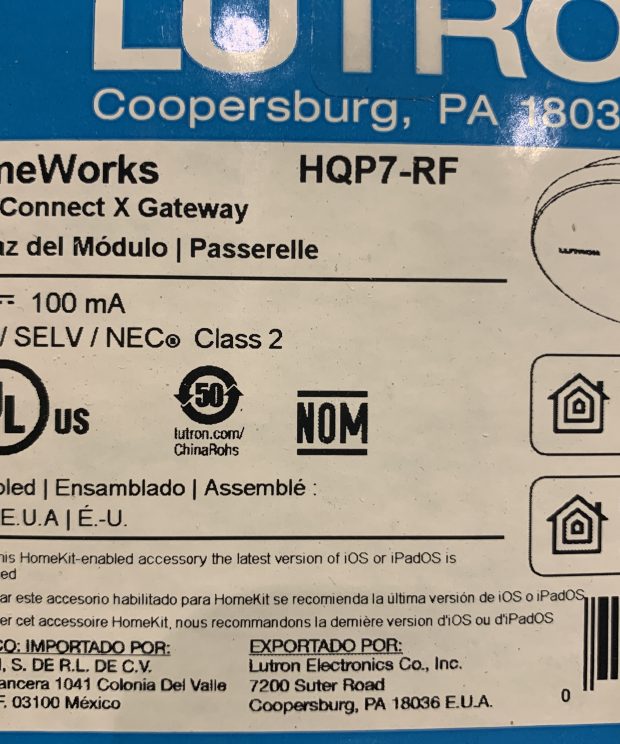 LUTRO
Coopersburg, PA 1803
meWorks HQP7-RF
Connect X Gateway
az del Módulo | Passerelle
100 mA
/ SELV / NEC® Class 2
LUTRON
UL US
50
lutron.com/
ChinaRohs
NOM
bled | Ensamblado | Assemblé :
E.U.A | É.-U.
his HomeKit-enabled accessory the latest version of iOS or iPadOS is
ed
ar este accesorio habilitado para HomeKit se recomienda la última versión de iOS o iPadOS
er cet accessoire HomeKit, nous recommandons la dernière version d'iOS ou d'iPadOS
CO: IMPORTADO POR: EXPORTADO POR:
, S. DE R.L. DE C.V. Lutron Electronics Co., Inc.
ancera 1041 Colonia Del Valle 7200 Suter Road
F. 03100 México Coopersburg, PA 18036 E.U.A.
0